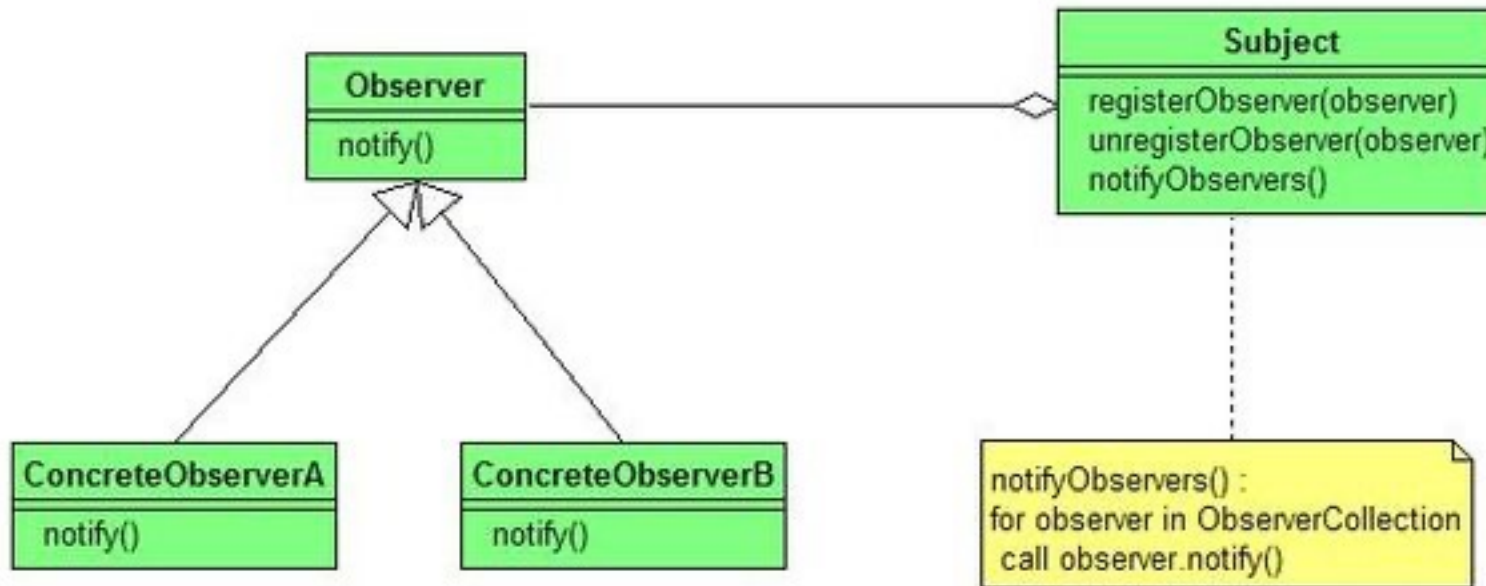 Observer
notify()
Subject
registerObserver(observer)
unregisterObserver(observer)
notifyObservers()
ConcreteObserverA
notify()
ConcreteObserverB
notify()
notifyObservers() :
for observer in ObserverCollection
call observer.notify()